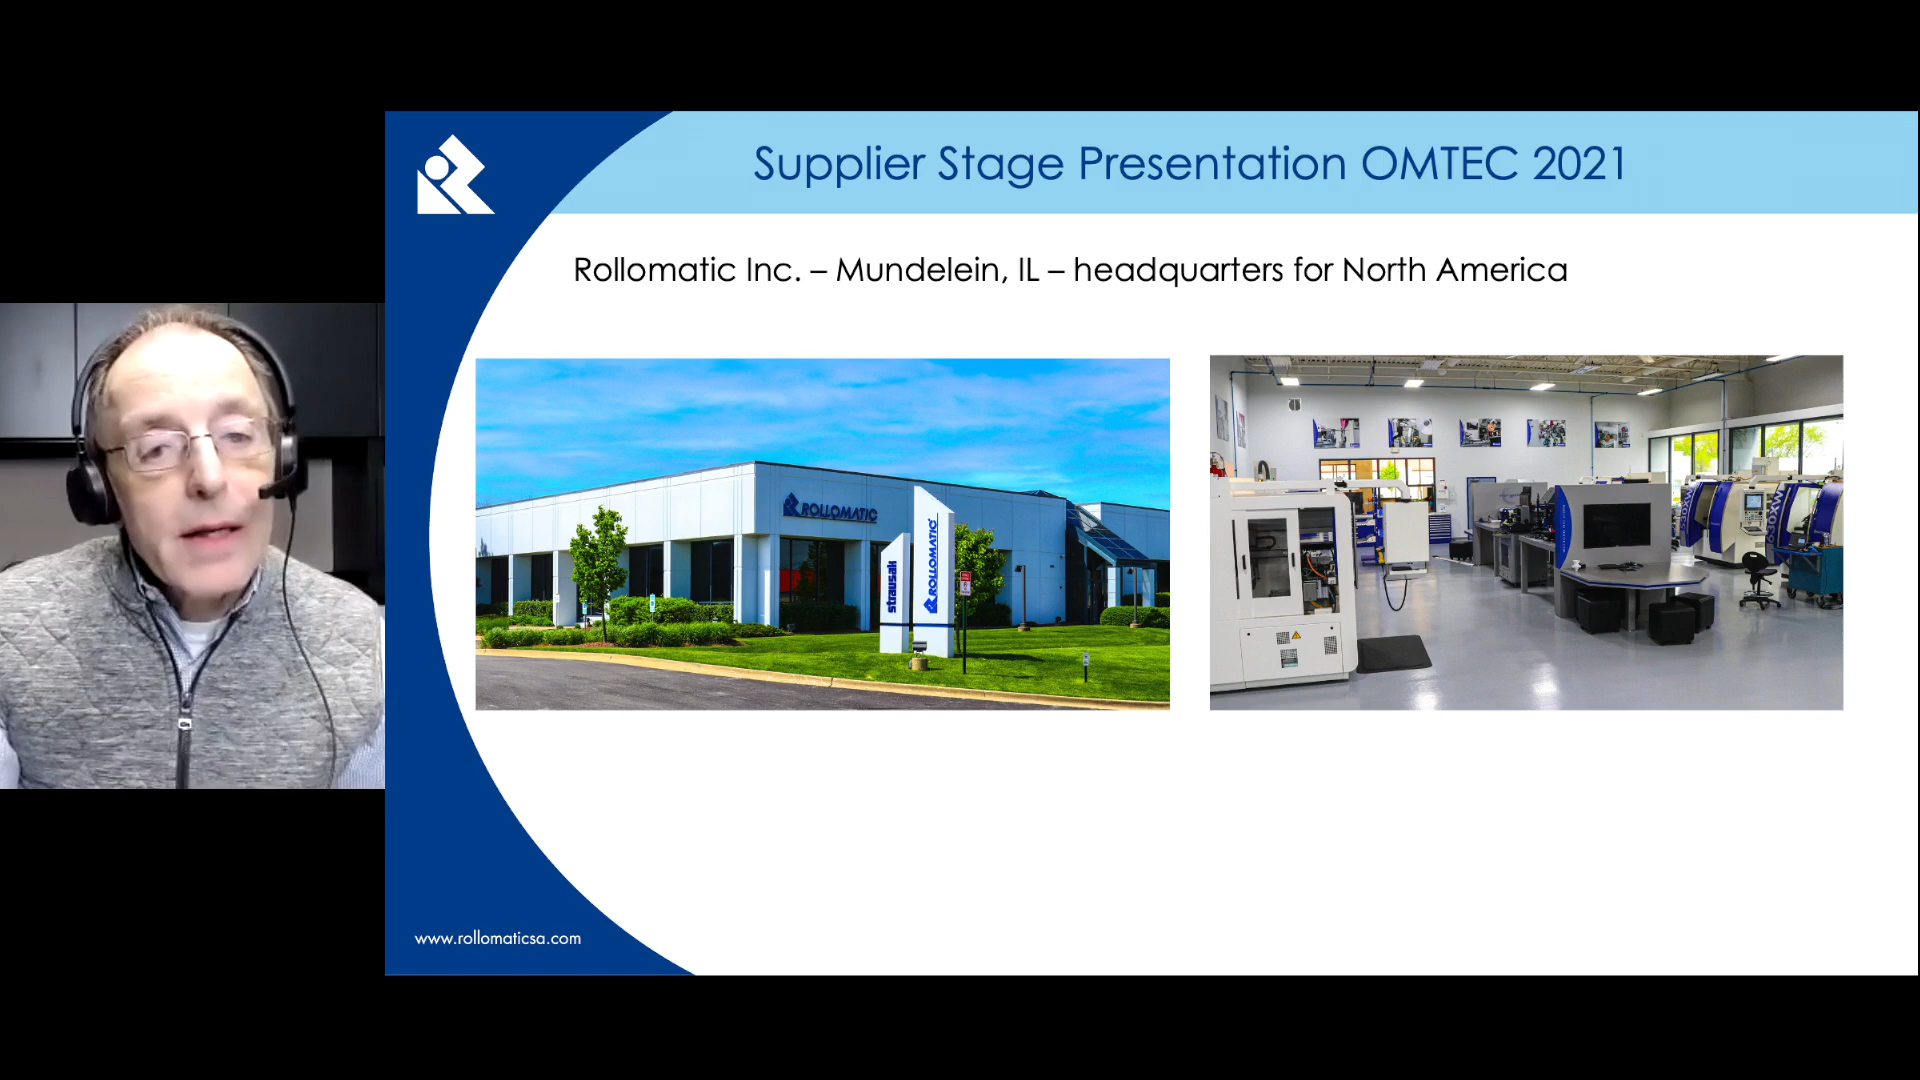 Supplier Stage Presentation OMTEC 2021
Rollomatic Inc. – Mundelein, IL – headquarters for North America
ROLLOMATIC
strausak
ROLLOMATIC
630XW
www.rollomaticsa.com